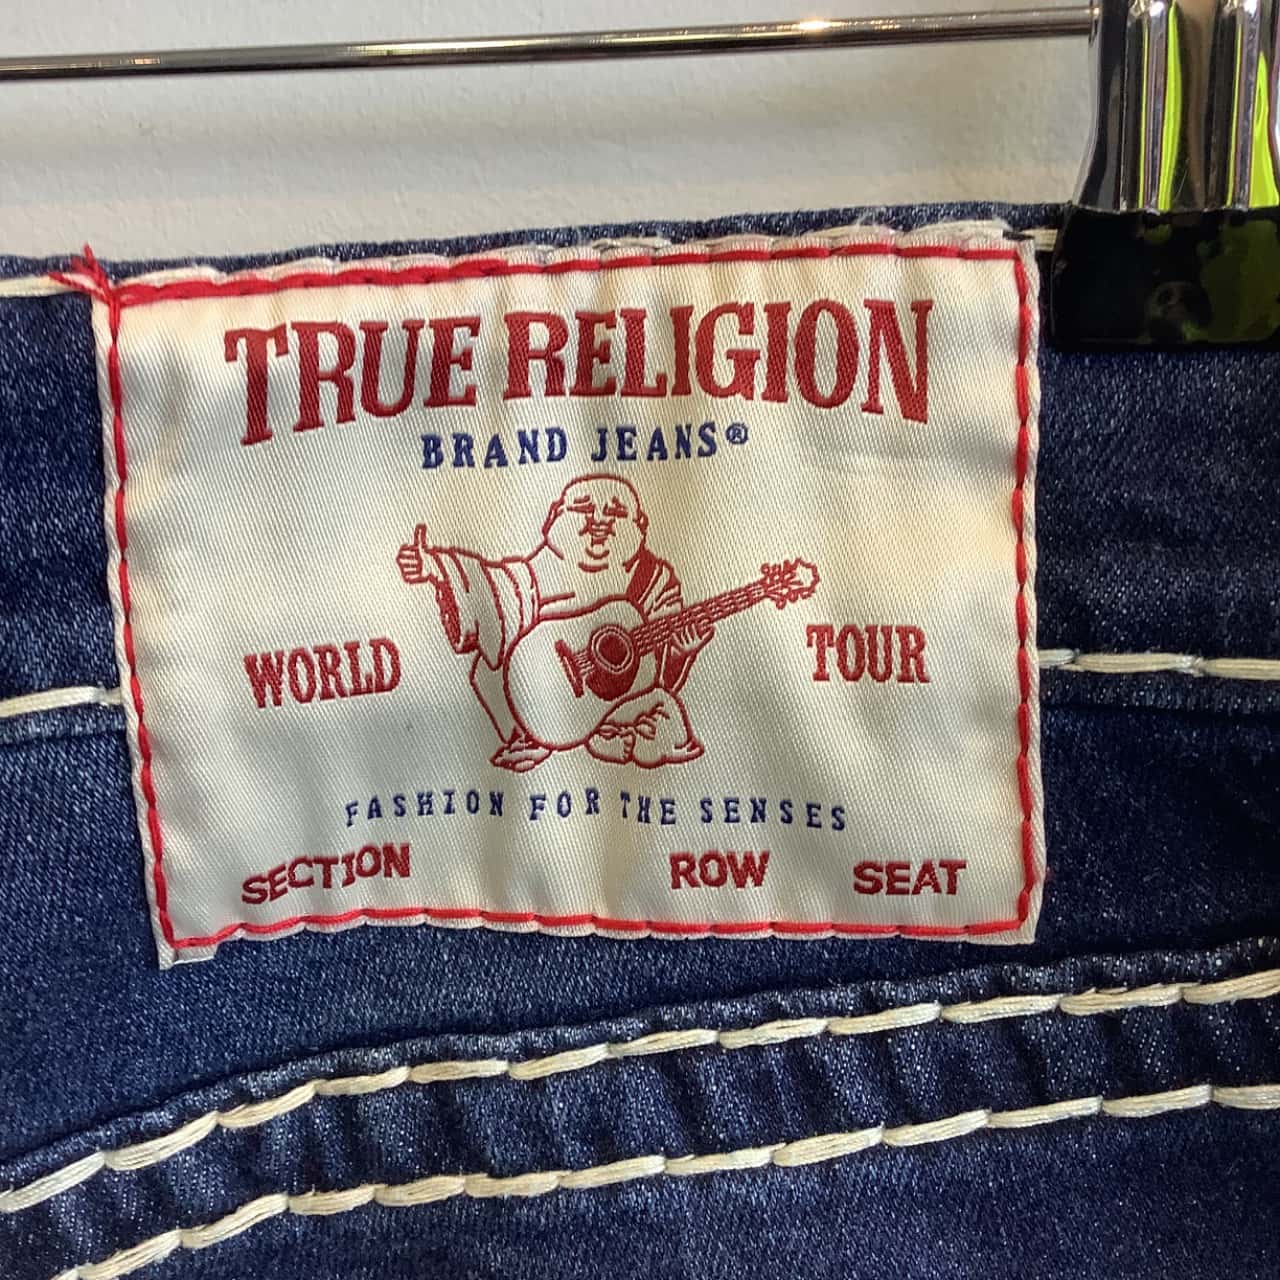 TRUE RELIGION
BRAND JEANS®
WORLD TOUR
FASHION FOR THE SENSES
SECTION ROW SEAT